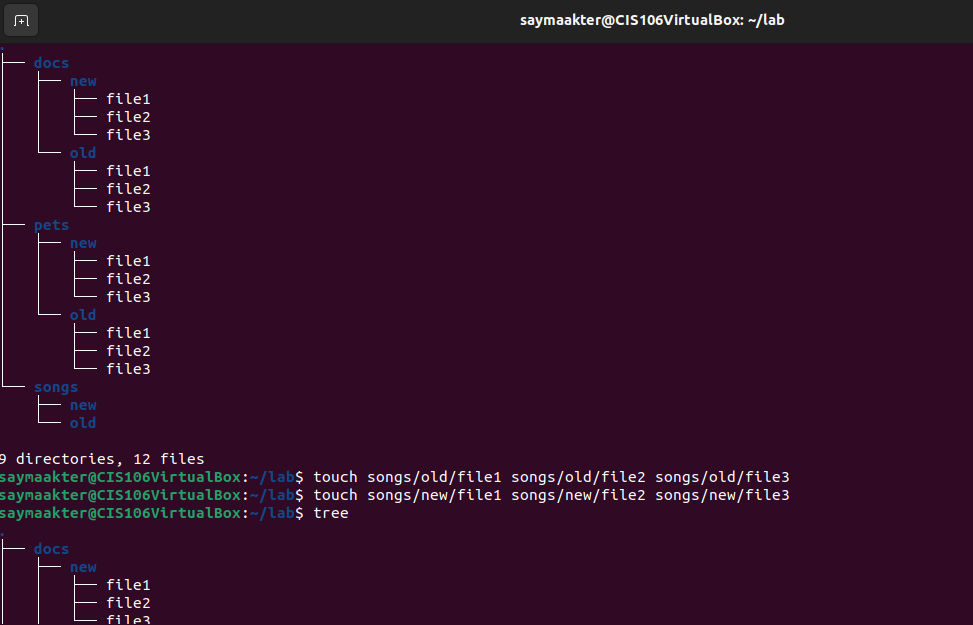 saymaakter@CIS106VirtualBox: ~/lab
.
├── docs
│   ├── new
│   │   ├── file1
│   │   ├── file2
│   │   └── file3
│   └── old
│       ├── file1
│       ├── file2
│       └── file3
├── pets
│   ├── new
│   │   ├── file1
│   │   ├── file2
│   │   └── file3
│   └── old
│       ├── file1
│       ├── file2
│       └── file3
└── songs
    ├── new
    └── old
9 directories, 12 files
saymaakter@CIS106VirtualBox:~/lab$ touch songs/old/file1 songs/old/file2 songs/old/file3
saymaakter@CIS106VirtualBox:~/lab$ touch songs/new/file1 songs/new/file2 songs/new/file3
saymaakter@CIS106VirtualBox:~/lab$ tree
.
├── docs
│   ├── new
│   │   ├── file1
│   │   ├── file2
│   │   └── file3